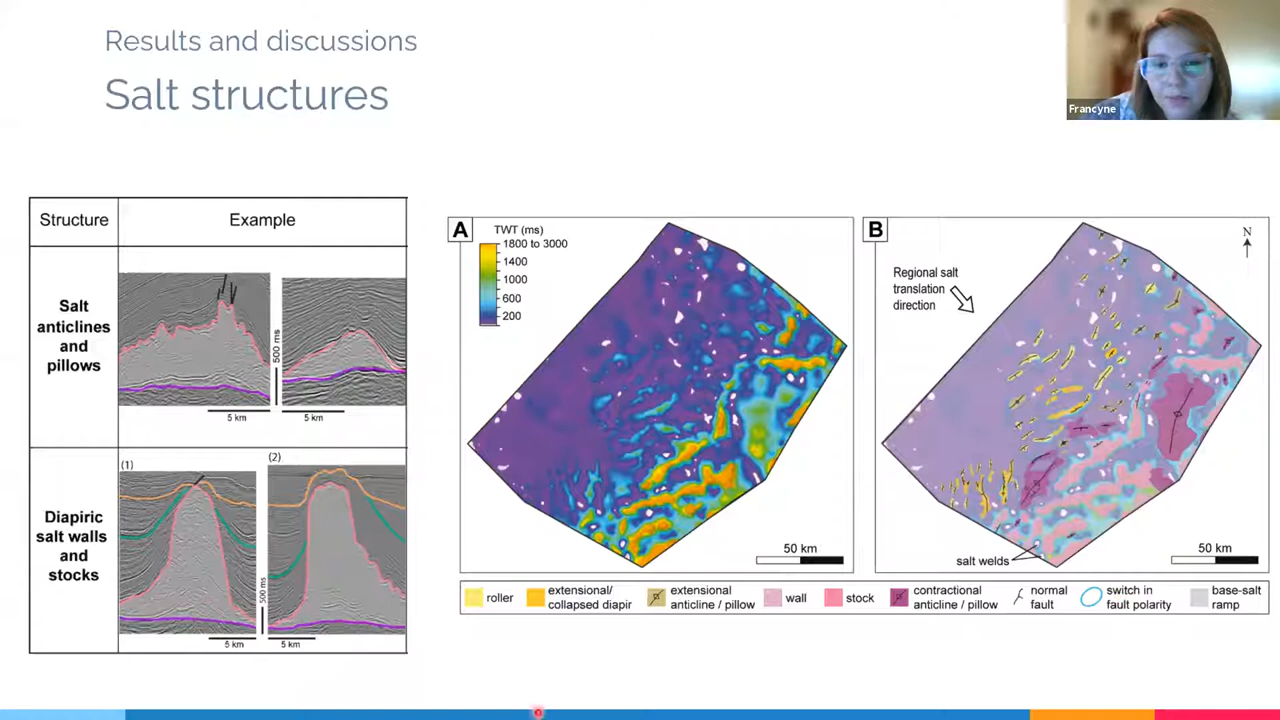 Results and discussions
Salt structures
Francyne
Structure
Example
Salt
anticlines
and
pillows
500 ms
5 km
5 km
Diapiric
salt walls
and
stocks
(1)
(2)
500 ms
5 km
5 km
A
TWT (ms)
1800 to 3000
1400
1000
600
200
50 km
B
N
Regional salt
translation
direction
salt welds
50 km
roller
extensional/
collapsed diapir
extensional
anticline / pillow
wall
stock
contractional
anticline / pillow
normal
fault
switch in
fault polarity
base-salt
ramp